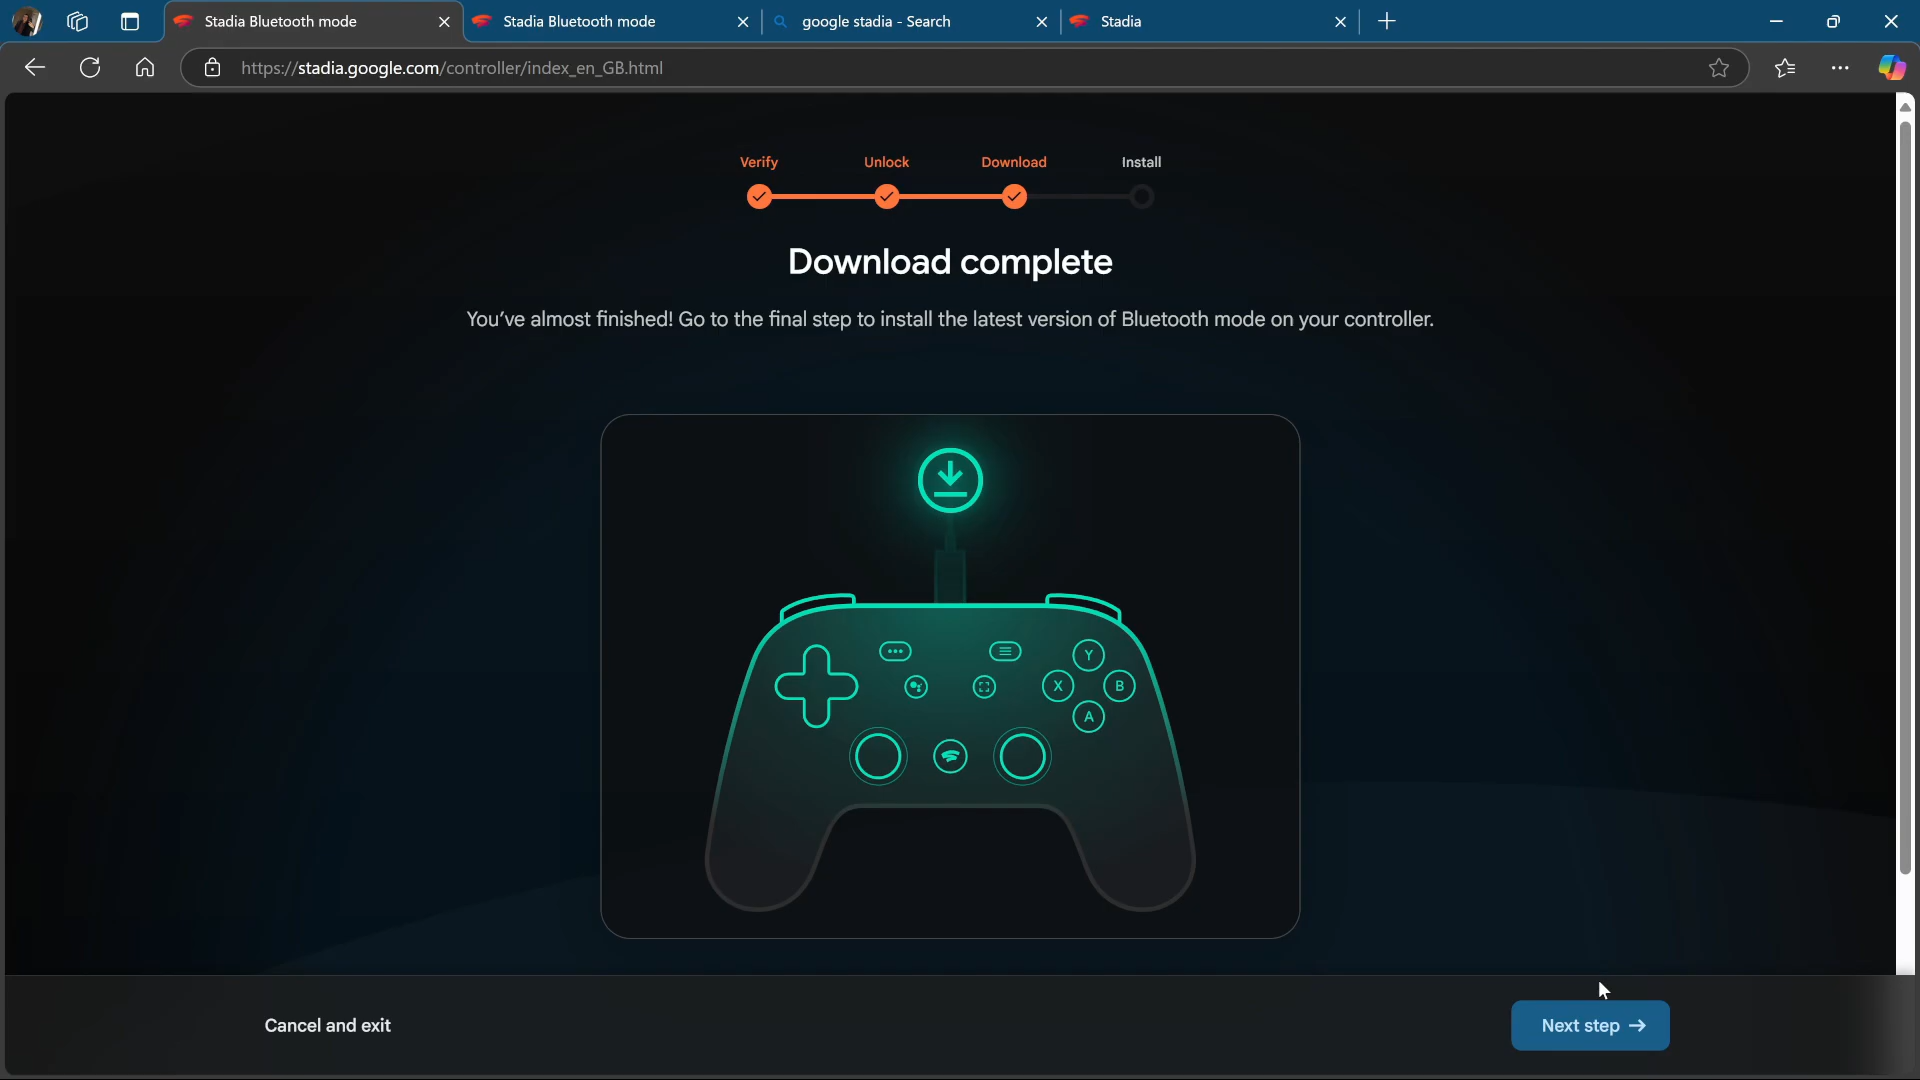 Stadia Bluetooth mode
Stadia Bluetooth mode
google stadia - Search
Stadia
https://stadia.google.com/controller/index_en_GB.html
Verify
Unlock
Download
Install
Download complete
You've almost finished! Go to the final step to install the latest version of Bluetooth mode on your controller.
Y
X
B
A
Cancel and exit
Next step →